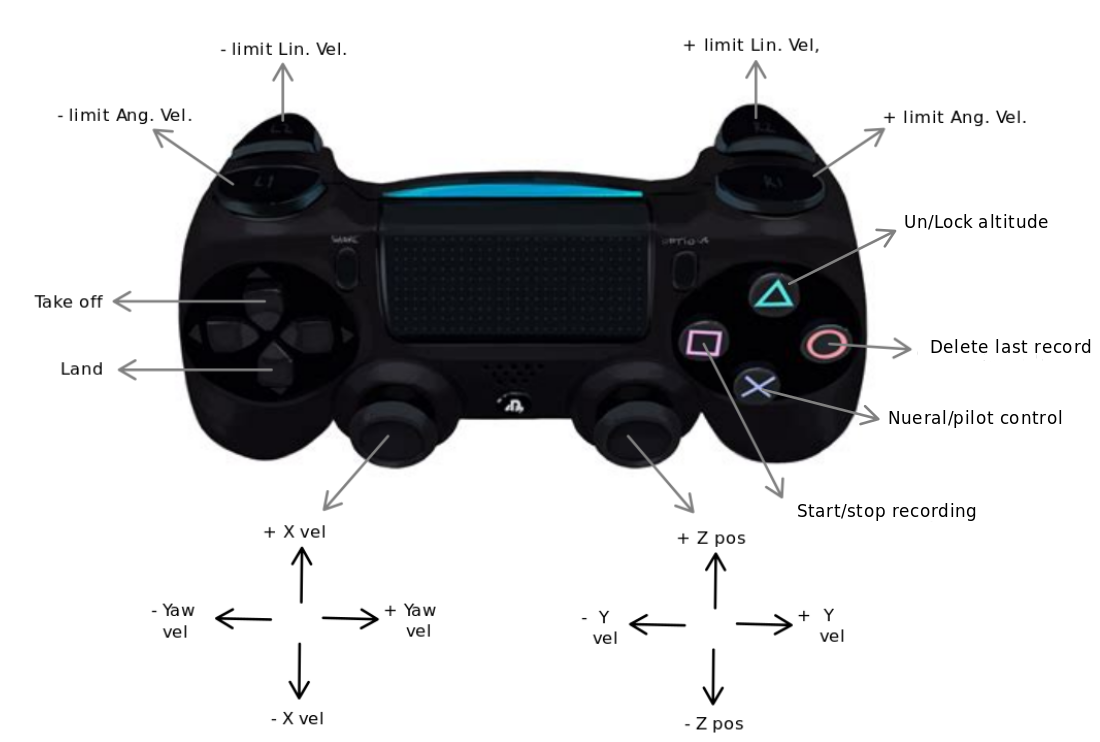 - limit Lin. Vel.
+ limit Lin. Vel,
- limit Ang. Vel.
+ limit Ang. Vel.
L2
R2
L1
R1
Un/Lock altitude
SHARE
OPTIONS
Take off
Delete last record
Land
Nueral/pilot control
Start/stop recording
+ X vel
- Yaw
vel
+ Yaw
vel
- X vel
+ Z pos
- Y
vel
+ Y
vel
- Z pos